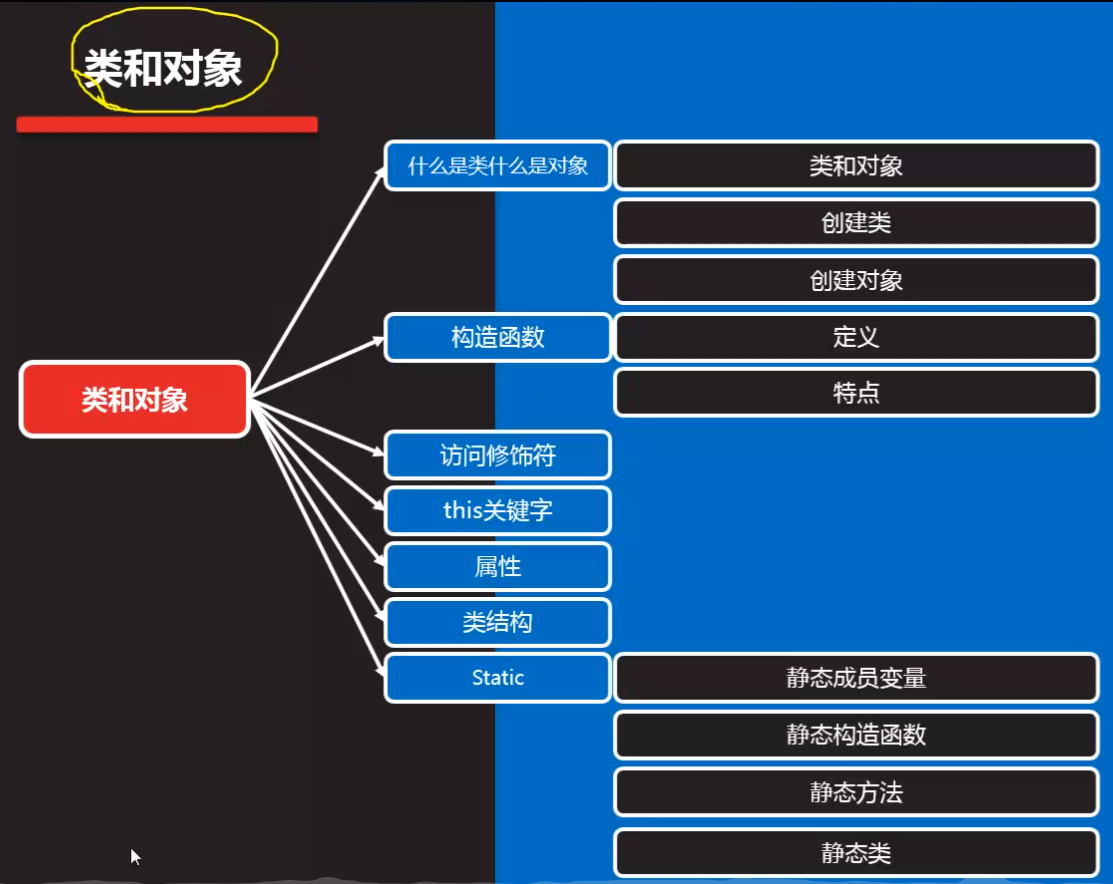 类和对象
什么是类什么是对象
类和对象
创建类
创建对象
构造函数
定义
特点
类和对象
访问修饰符
this关键字
属性
类结构
Static
静态成员变量
静态构造函数
静态方法
静态类